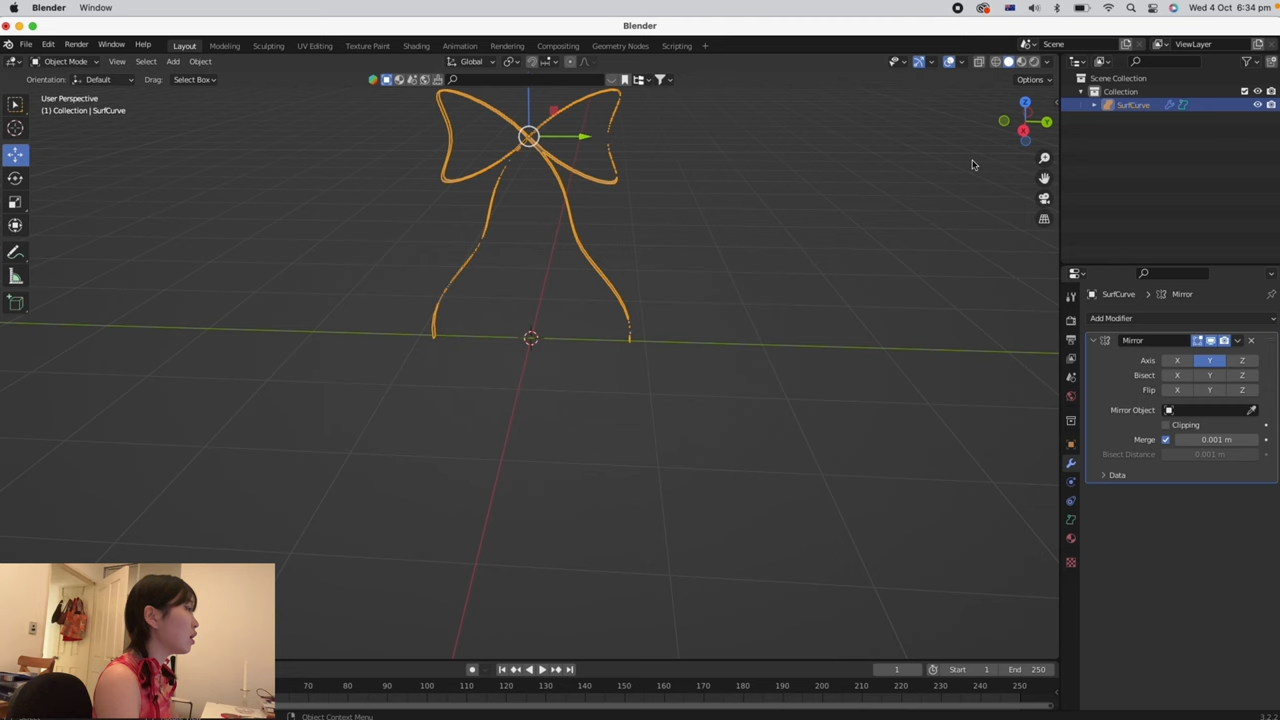 Blender Window Wed 4 Oct 6:34 pm
Blender
File Edit Render Window Help Layout Modeling Sculpting UV Editing Texture Paint Shading Animation Rendering Compositing Geometry Nodes Scripting + Scene ViewLayer
Object Mode View Select Add Object Global
Orientation: Default Drag: Select Box Options
User Perspective
(1) Collection | SurfCurve
Scene Collection
Collection
SurfCurve
Z
Y
X
SurfCurve > Mirror
Add Modifier
Mirror
Axis X Y Z
Bisect X Y Z
Flip X Y Z
Mirror Object
Clipping
Merge 0.001 m
Bisect Distance 0.001 m
Data
1 Start 1 End 250
70 80 90 100 110 120 130 140 150 160 170 180 190 200 210 220 230 240 250
Object Context Menu